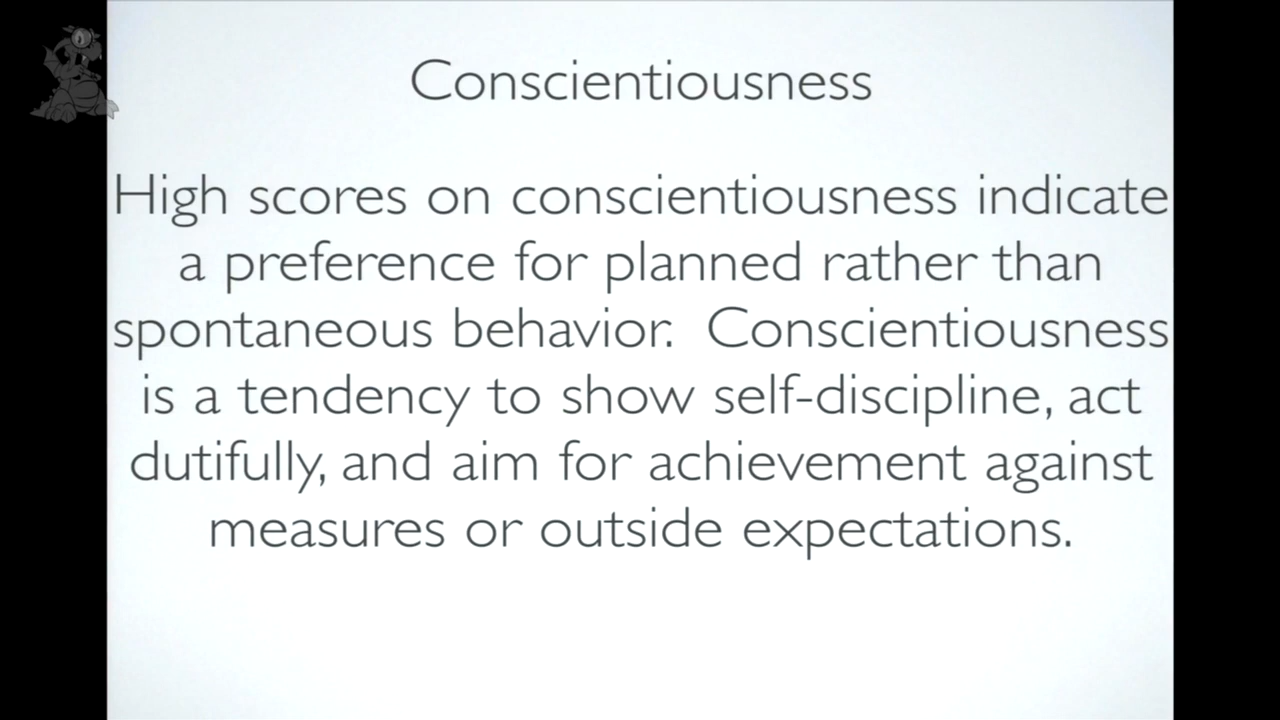 Conscientiousness
High scores on conscientiousness indicate
a preference for planned rather than
spontaneous behavior.  Conscientiousness
is a tendency to show self-discipline, act
dutifully, and aim for achievement against
measures or outside expectations.